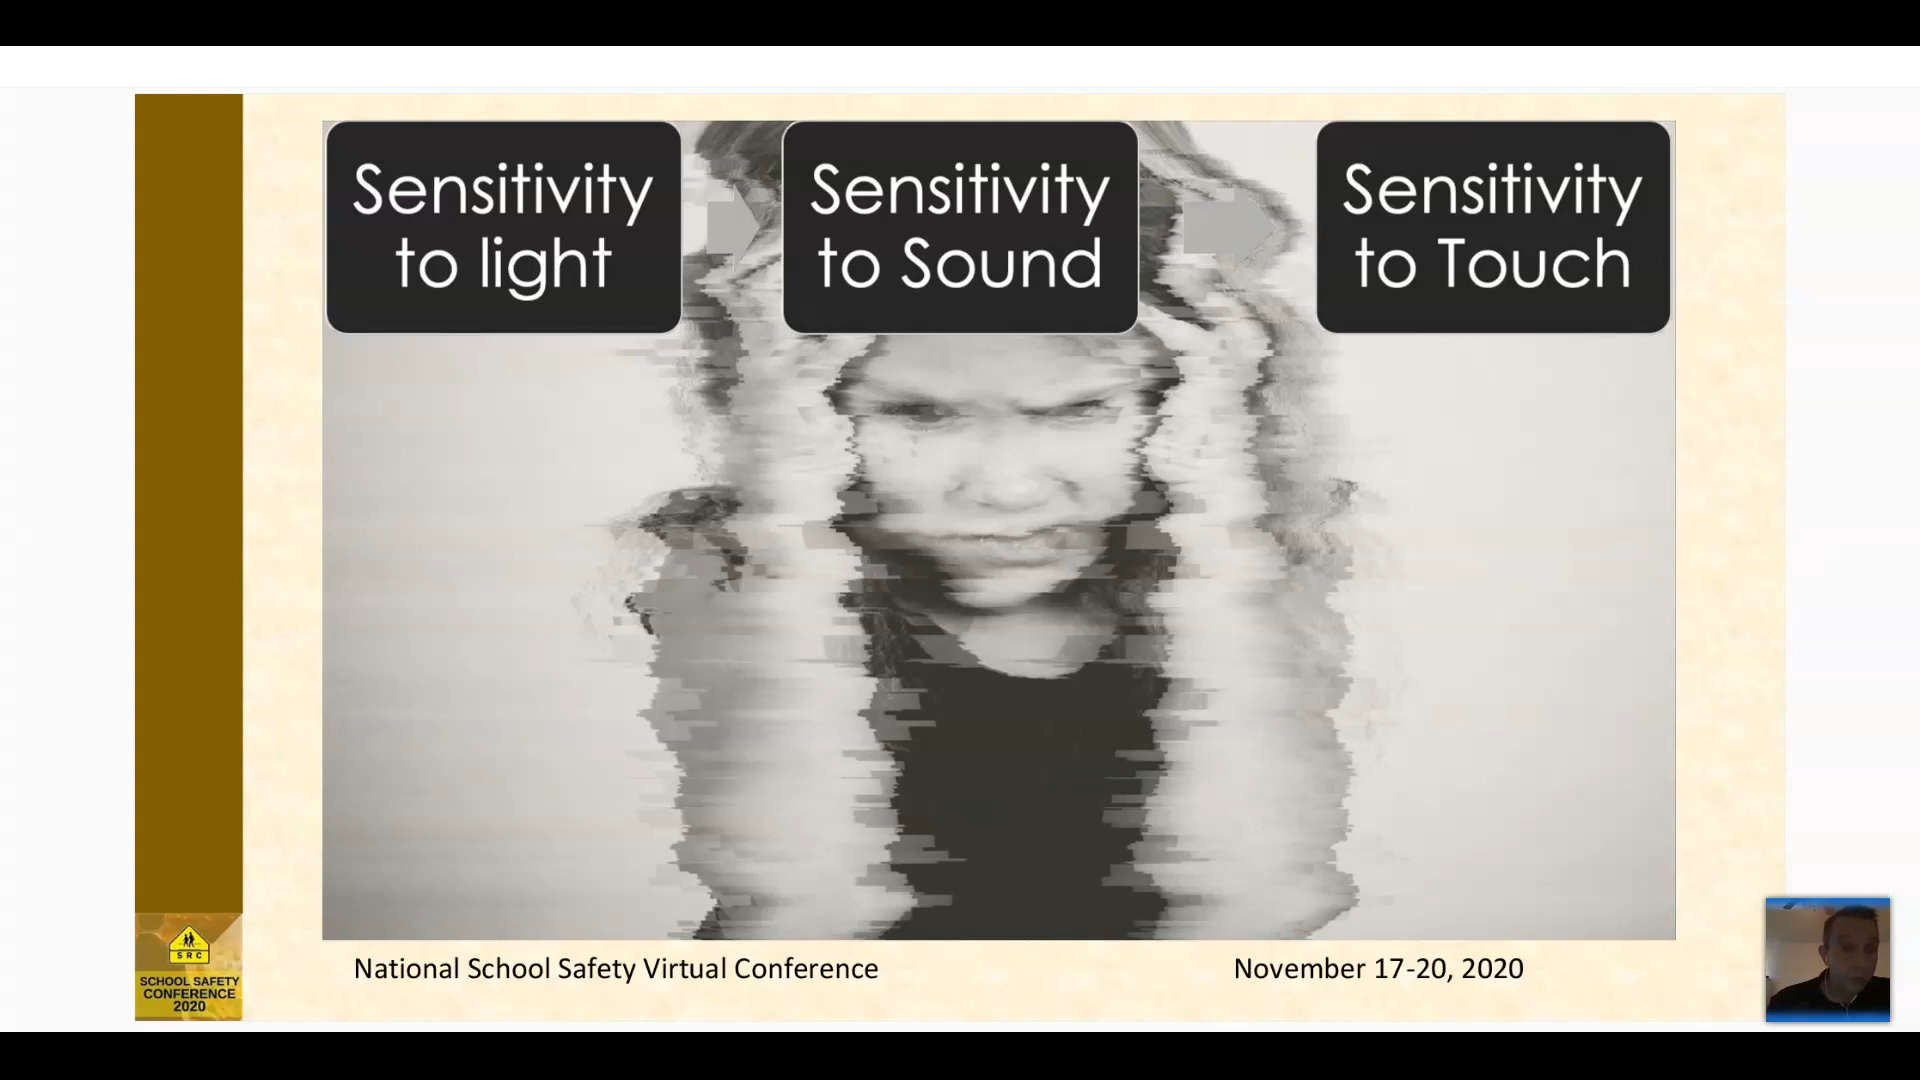 Sensitivity
to light
Sensitivity
to Sound
Sensitivity
to Touch
SRC
SCHOOL SAFETY
CONFERENCE
2020
National School Safety Virtual Conference
November 17-20, 2020